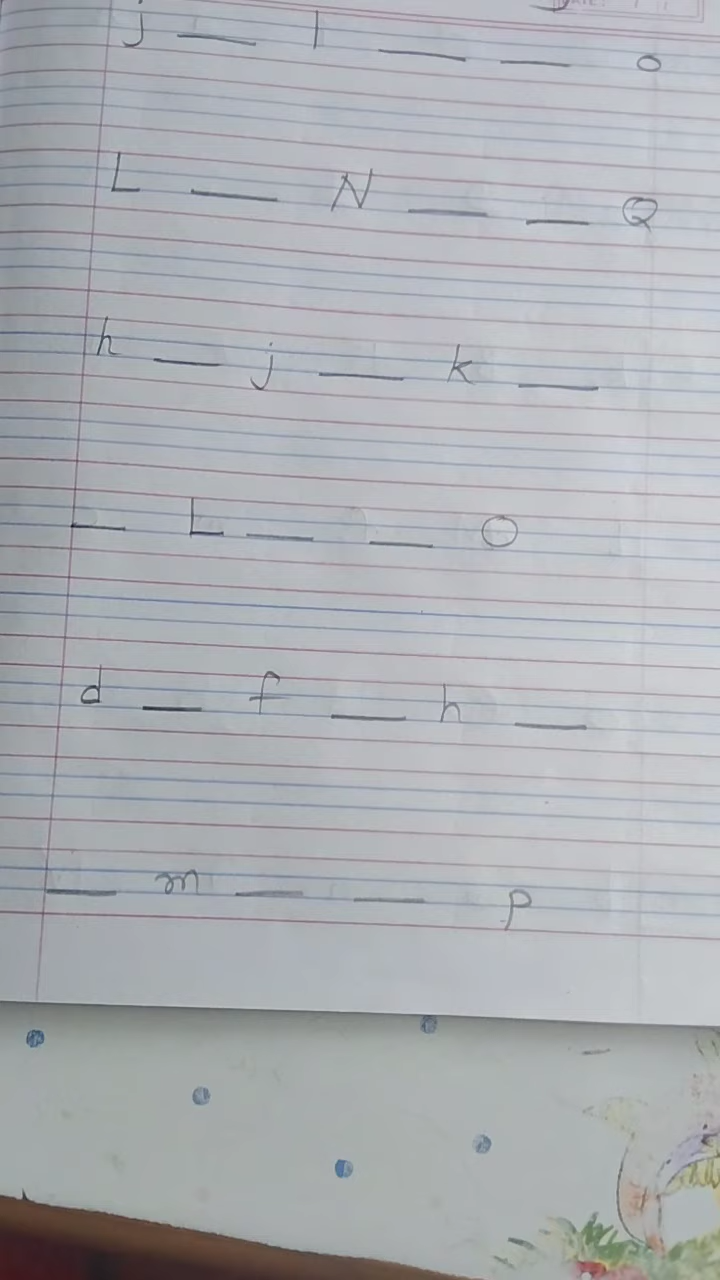 j __ l __ __ o
L __ N __ __ Q
h __ j __ k __
__ L __ __ O
d __ f __ h __
__ m __ __ p